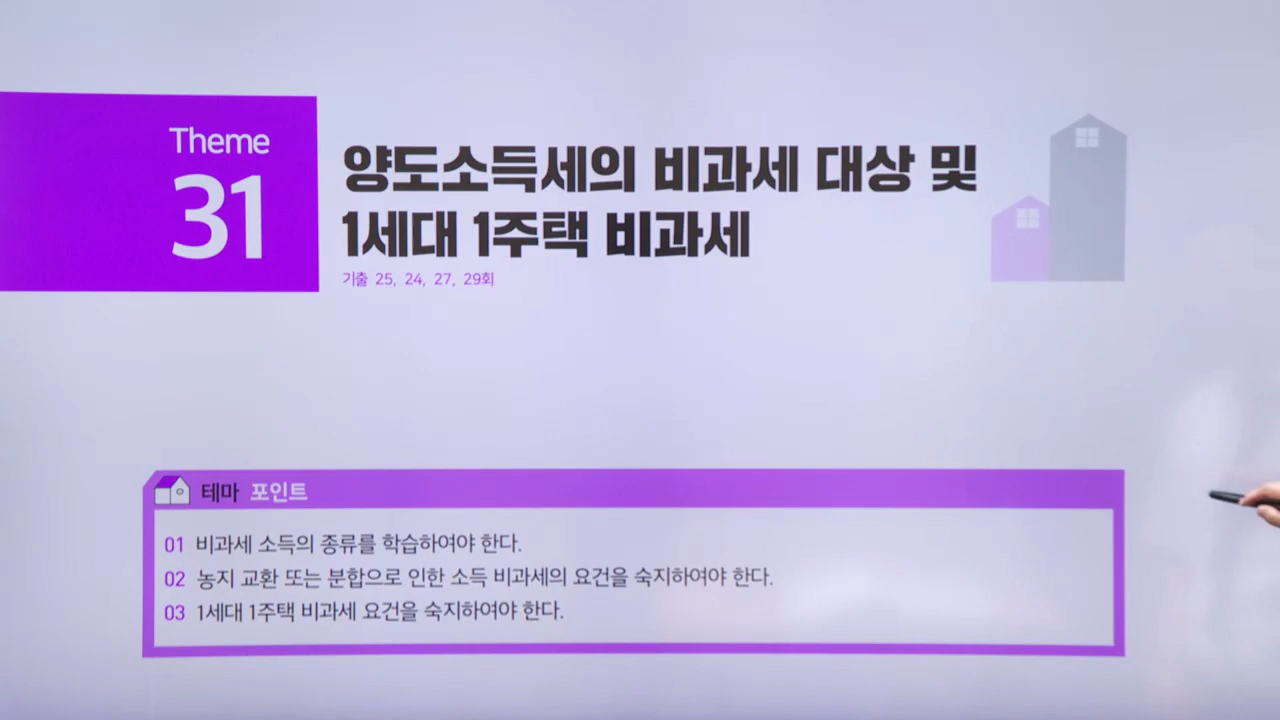 Theme
31
양도소득세의 비과세 대상 및
1세대 1주택 비과세
기출 25, 24, 27, 29회
테마 포인트
01 비과세 소득의 종류를 학습하여야 한다.
02 농지 교환 또는 분합으로 인한 소득 비과세의 요건을 숙지하여야 한다.
03 1세대 1주택 비과세 요건을 숙지하여야 한다.